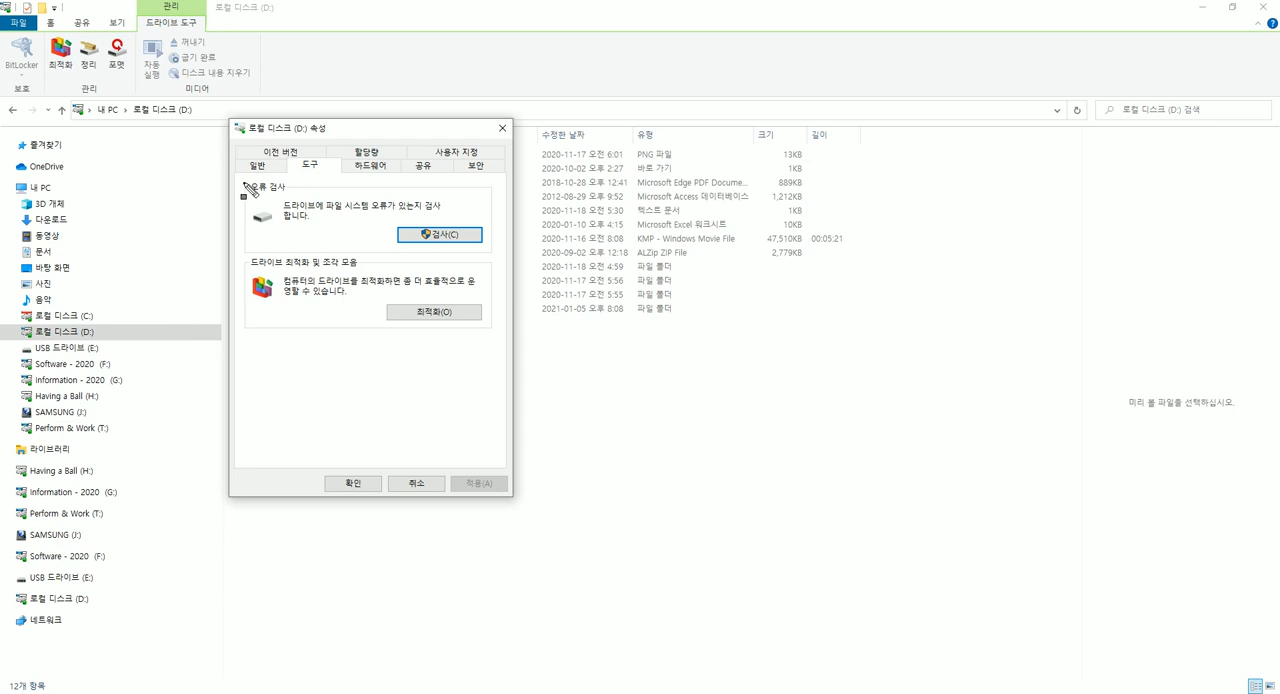 관리
로컬 디스크 (D:)
파일
홈
공유
보기
드라이브 도구
BitLocker
최적화
정리
포맷
자동
실행
꺼내기
굽기 완료
디스크 내용 지우기
보호
관리
미디어
내 PC
로컬 디스크 (D:)
로컬 디스크 (D:) 검색
즐겨찾기
OneDrive
내 PC
3D 개체
다운로드
동영상
문서
바탕 화면
사진
음악
로컬 디스크 (C:)
로컬 디스크 (D:)
USB 드라이브 (E:)
Software - 2020 (F:)
Information - 2020 (G:)
Having a Ball (H:)
SAMSUNG (J:)
Perform & Work (T:)
라이브러리
Having a Ball (H:)
Information - 2020 (G:)
Perform & Work (T:)
SAMSUNG (J:)
Software - 2020 (F:)
USB 드라이브 (E:)
로컬 디스크 (D:)
네트워크
12개 항목
로컬 디스크 (D:) 속성
이전 버전
할당량
사용자 지정
일반
도구
하드웨어
공유
보안
오류 검사
드라이브에 파일 시스템 오류가 있는지 검사
합니다.
검사(C)
드라이브 최적화 및 조각 모음
컴퓨터의 드라이브를 최적화하면 좀 더 효율적으로 운
영할 수 있습니다.
최적화(O)
확인
취소
적용(A)
수정한 날짜 유형 크기 길이
2020-11-17 오전 6:01 PNG 파일 13KB
2020-10-02 오후 2:27 바로 가기 1KB
2018-10-28 오후 12:41 Microsoft Edge PDF Docume... 889KB
2012-08-29 오후 9:52 Microsoft Access 데이터베이스 1,212KB
2020-11-18 오전 5:30 텍스트 문서 1KB
2020-01-10 오후 4:15 Microsoft Excel 워크시트 10KB
2020-11-16 오전 8:08 KMP - Windows Movie File 47,510KB 00:05:21
2020-09-02 오후 12:18 ALZip ZIP File 2,779KB
2020-11-18 오전 4:59 파일 폴더
2020-11-17 오전 5:56 파일 폴더
2020-11-17 오전 5:55 파일 폴더
2021-01-05 오후 8:08 파일 폴더
미리 볼 파일을 선택하십시오.